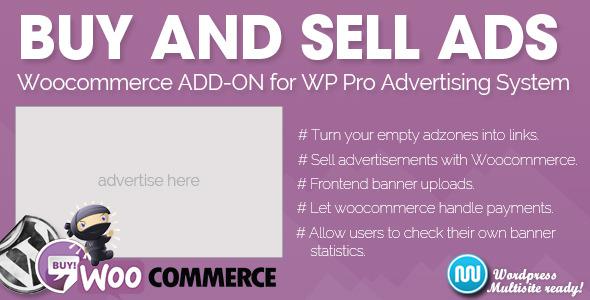 BUY AND SELL ADS
Woocommerce ADD-ON for WP Pro Advertising System
advertise here
# Turn your empty adzones into links.
# Sell advertisements with Woocommerce.
# Frontend banner uploads.
# Let woocommerce handle payments.
# Allow users to check their own banner
statistics.
BUY!
WOO COMMERCE
Wordpress
Multisite ready!